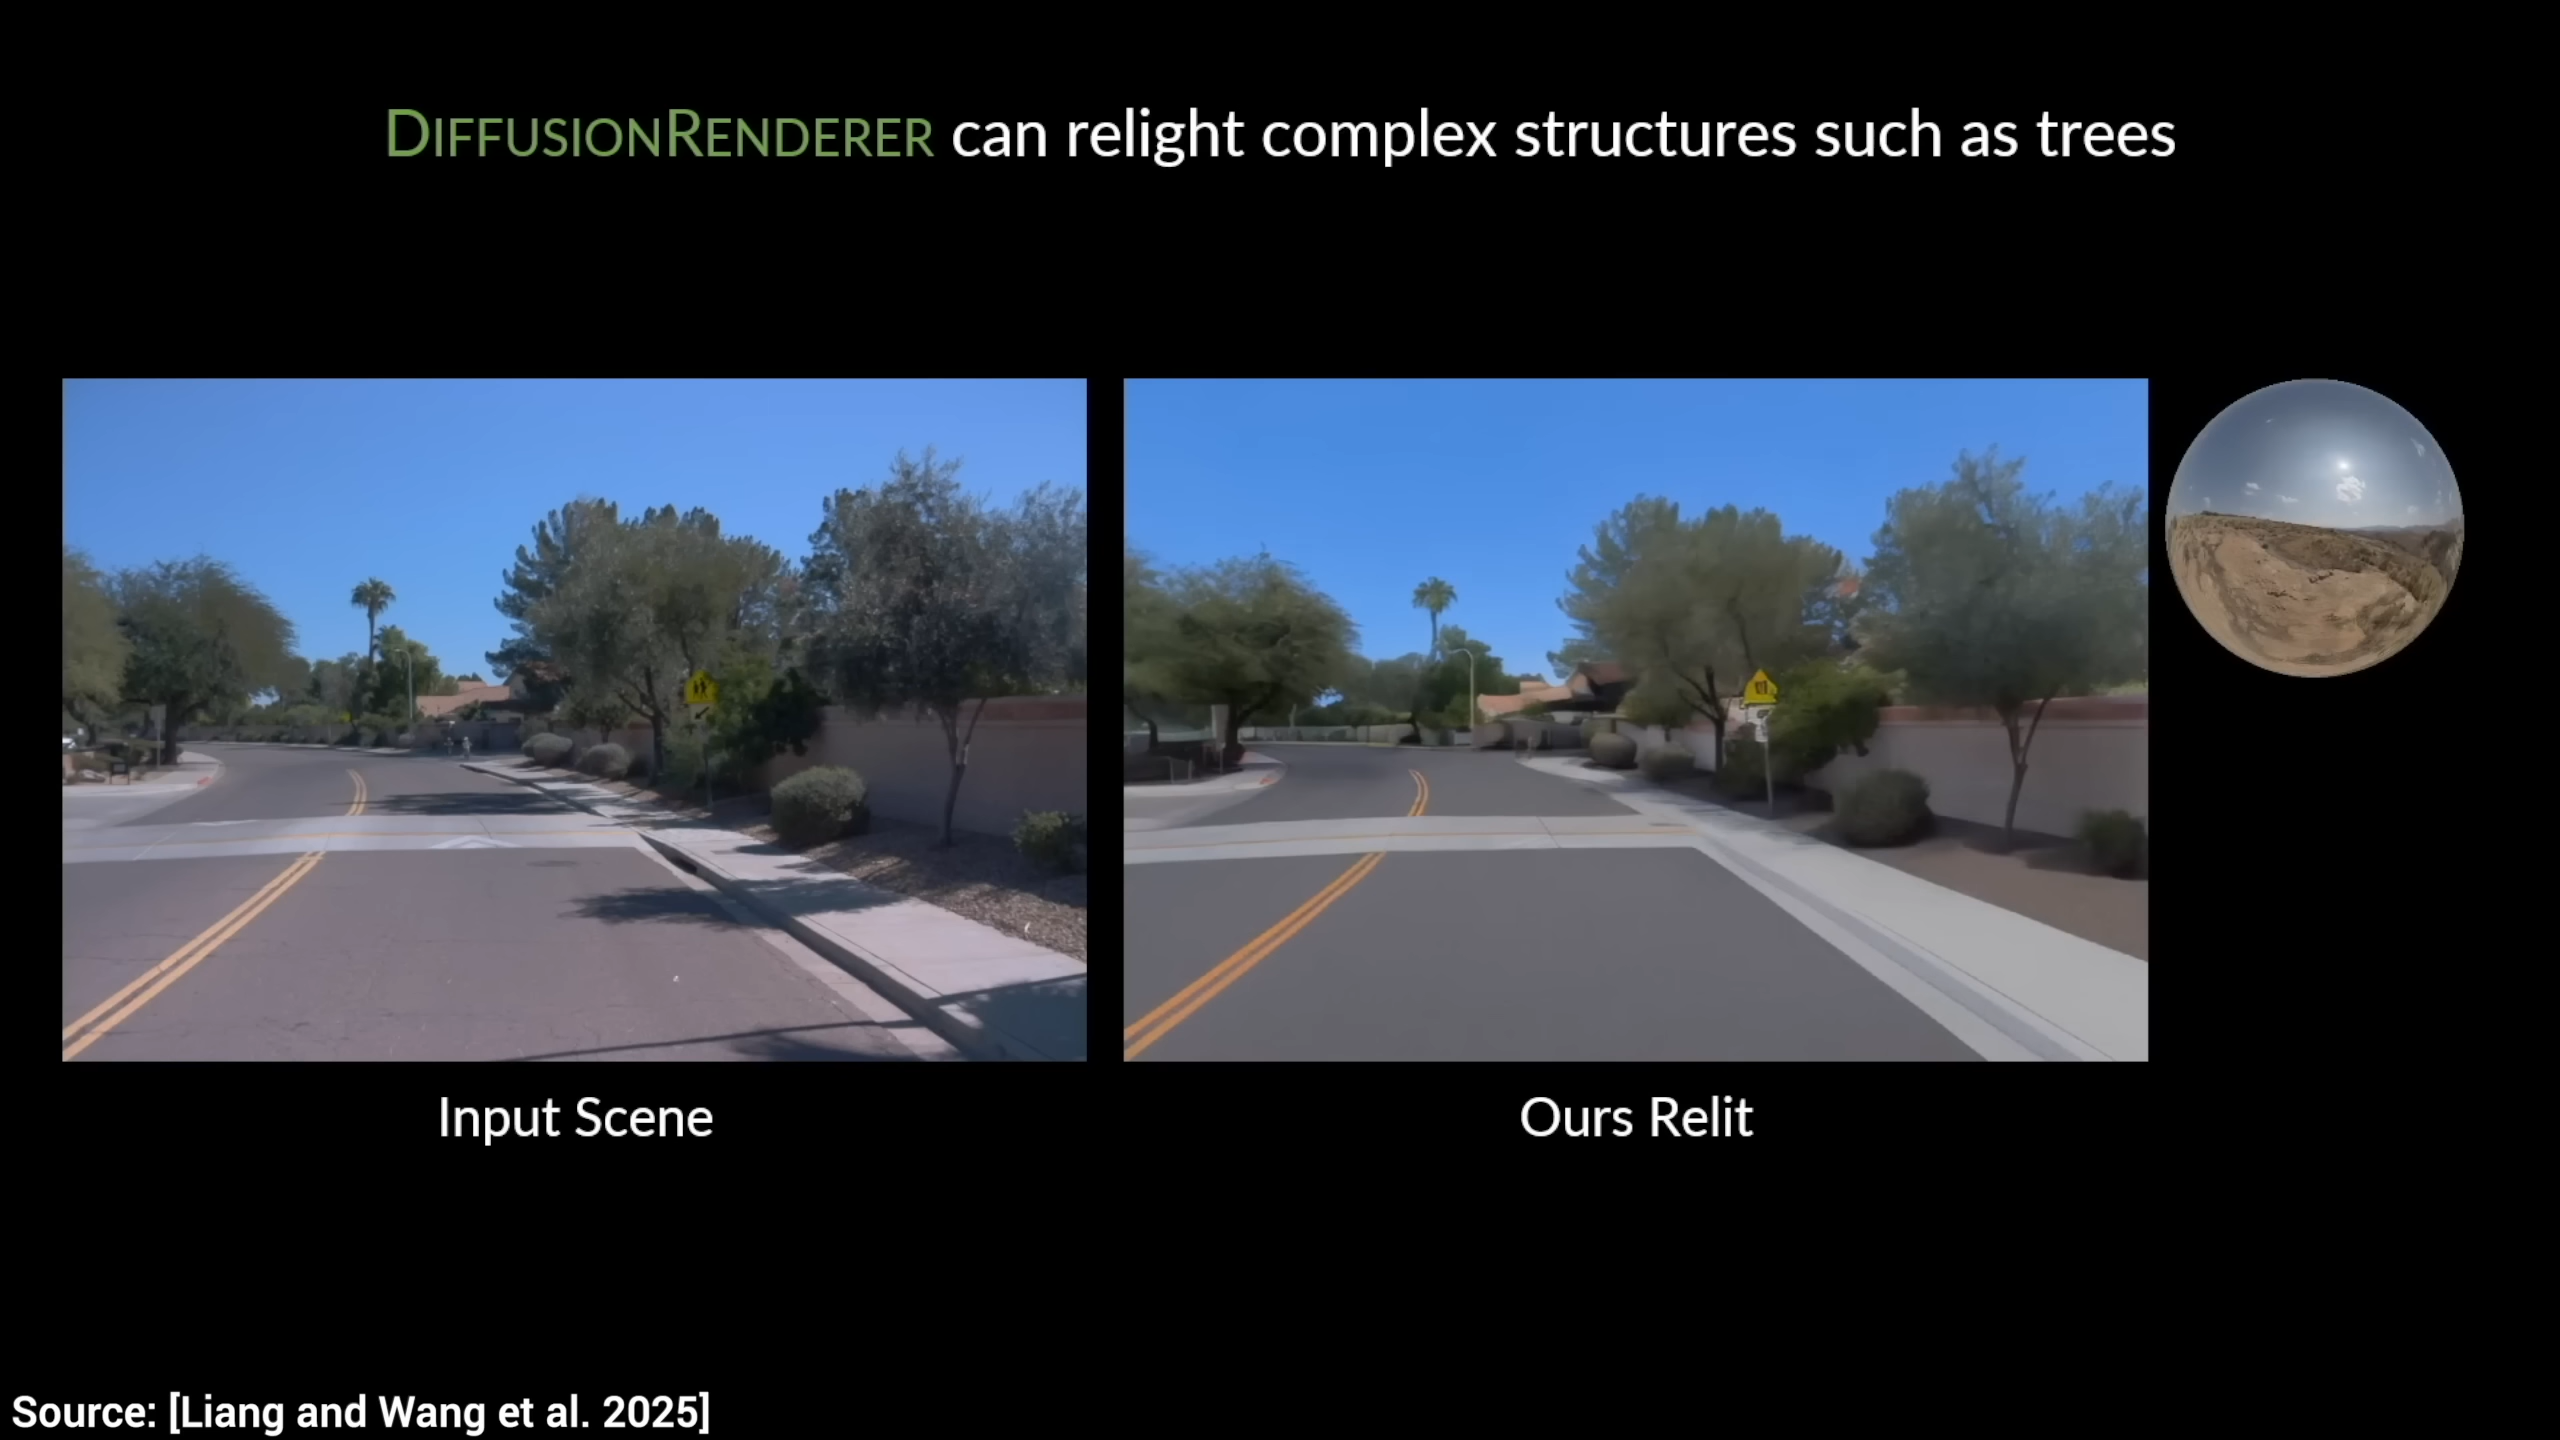 DIFFUSIONRENDERER can relight complex structures such as trees
Input Scene
Ours Relit
Source: [Liang and Wang et al. 2025]